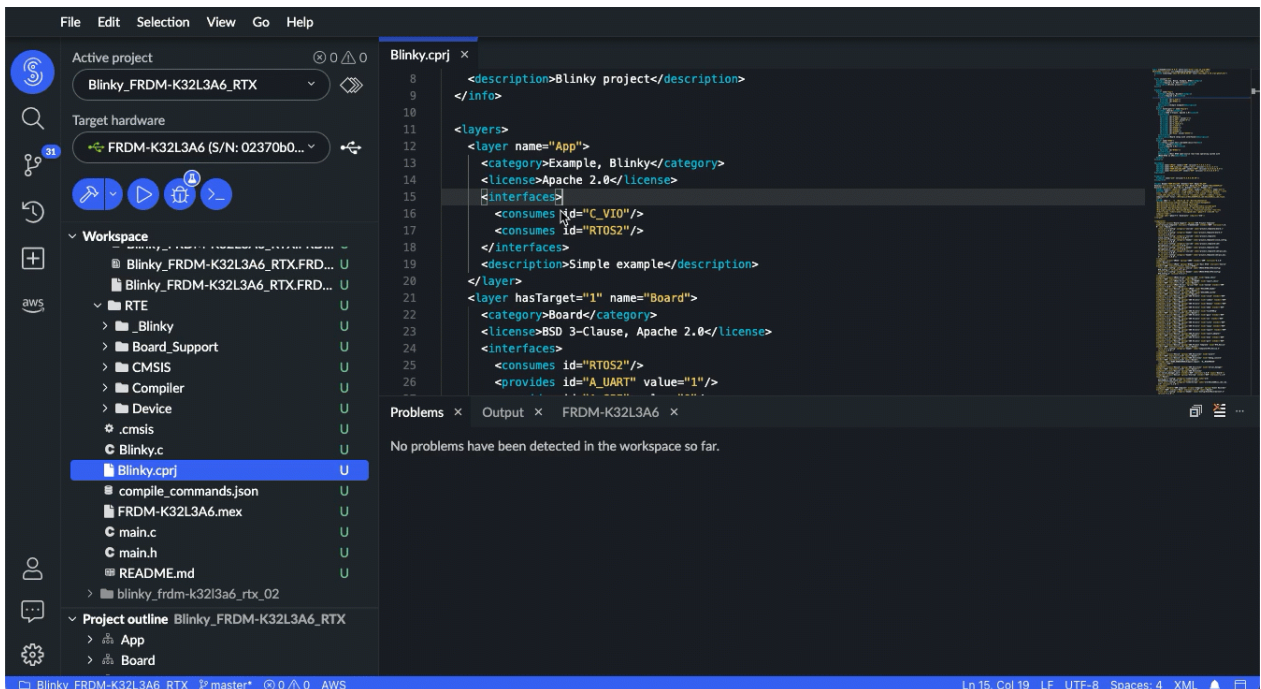 File Edit Selection View Go Help
Active project 0 0
Blinky_FRDM-K32L3A6_RTX
Target hardware
FRDM-K32L3A6 (S/N: 02370b0...
31
aws
Workspace
Blinky_FRDM-K32L3A6_RTX.FRD... U
Blinky_FRDM-K32L3A6_RTX.FRD... U
RTE U
_Blinky U
Board_Support U
CMSIS U
Compiler U
Device U
.cmsis U
Blinky.c U
Blinky.cprj U
compile_commands.json U
FRDM-K32L3A6.mex U
main.c U
main.h U
README.md U
blinky_frdm-k32l3a6_rtx_02
Project outline Blinky_FRDM-K32L3A6_RTX
App
Board
Blinky.cprj ×
8 <description>Blinky project</description>
9 </info>
10
11 <layers>
12 <layer name="App">
13 <category>Example, Blinky</category>
14 <license>Apache 2.0</license>
15 <interfaces>
16 <consumes id="C_VIO"/>
17 <consumes id="RTOS2"/>
18 </interfaces>
19 <description>Simple example</description>
20 </layer>
21 <layer hasTarget="1" name="Board">
22 <category>Board</category>
23 <license>BSD 3-Clause, Apache 2.0</license>
24 <interfaces>
25 <consumes id="RTOS2"/>
26 <provides id="A_UART" value="1"/>
Problems × Output × FRDM-K32L3A6 ×
No problems have been detected in the workspace so far.
Blinky_FRDM-K32L3A6_RTX master* 0 0 AWS Ln 15, Col 19 LF UTF-8 Spaces: 4 XML